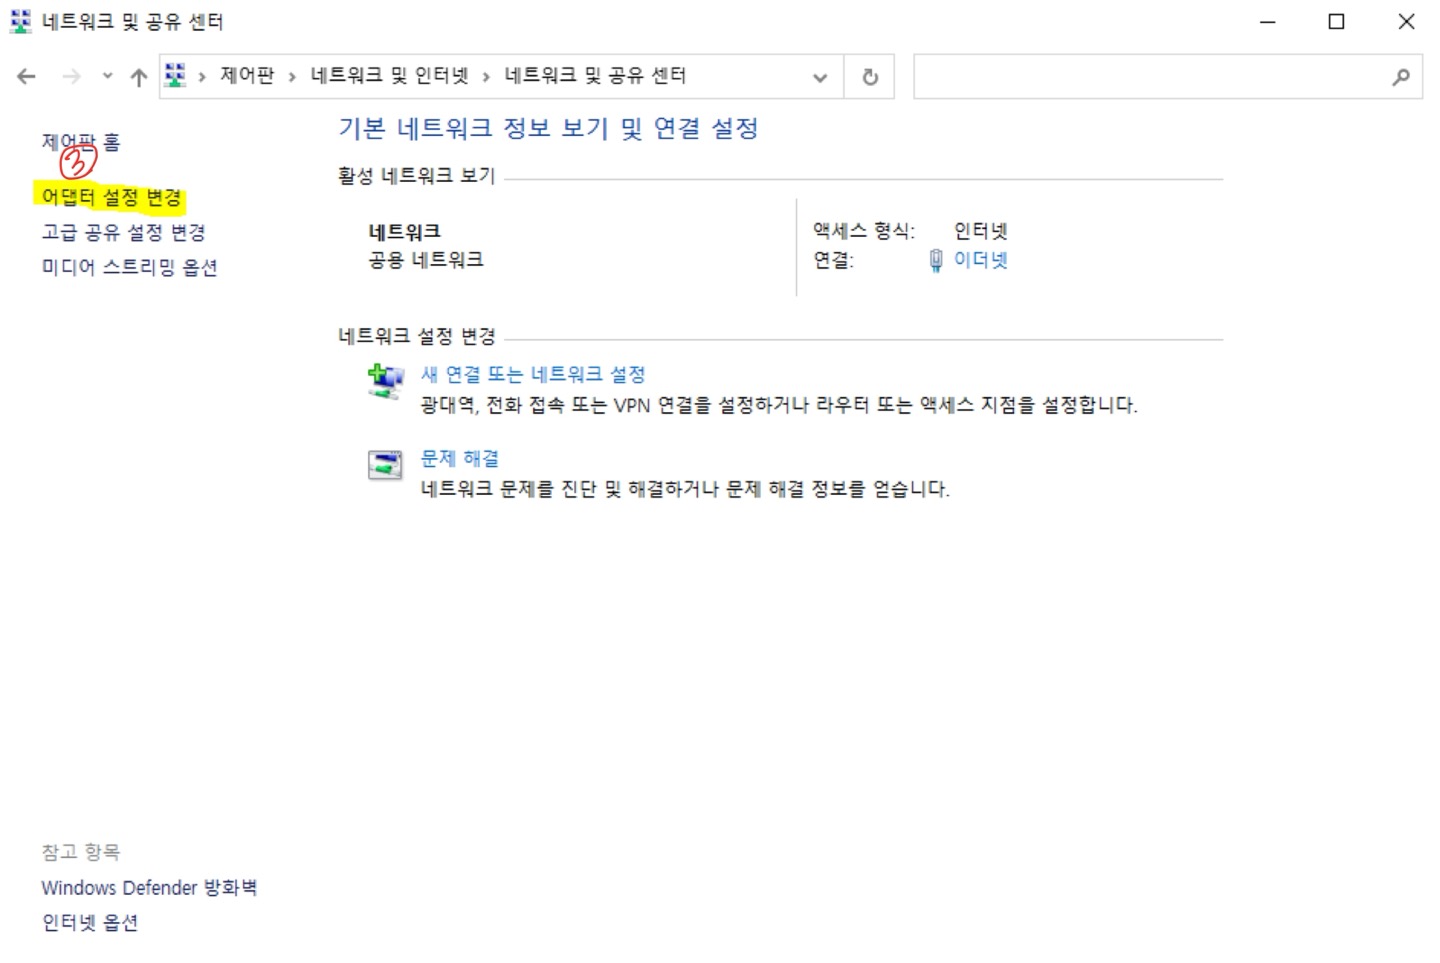 네트워크 및 공유 센터
제어판 › 네트워크 및 인터넷 › 네트워크 및 공유 센터
제어판 홈
③
어댑터 설정 변경
고급 공유 설정 변경
미디어 스트리밍 옵션
기본 네트워크 정보 보기 및 연결 설정
활성 네트워크 보기
네트워크
공용 네트워크
액세스 형식: 인터넷
연결: 이더넷
네트워크 설정 변경
새 연결 또는 네트워크 설정
광대역, 전화 접속 또는 VPN 연결을 설정하거나 라우터 또는 액세스 지점을 설정합니다.
문제 해결
네트워크 문제를 진단 및 해결하거나 문제 해결 정보를 얻습니다.
참고 항목
Windows Defender 방화벽
인터넷 옵션